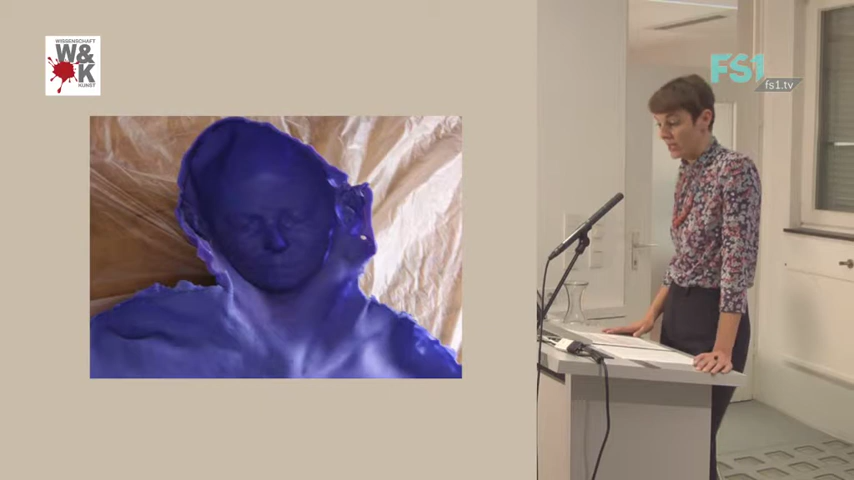 WISSENSCHAFT
W&
K
KUNST
FS1
fs1.tv